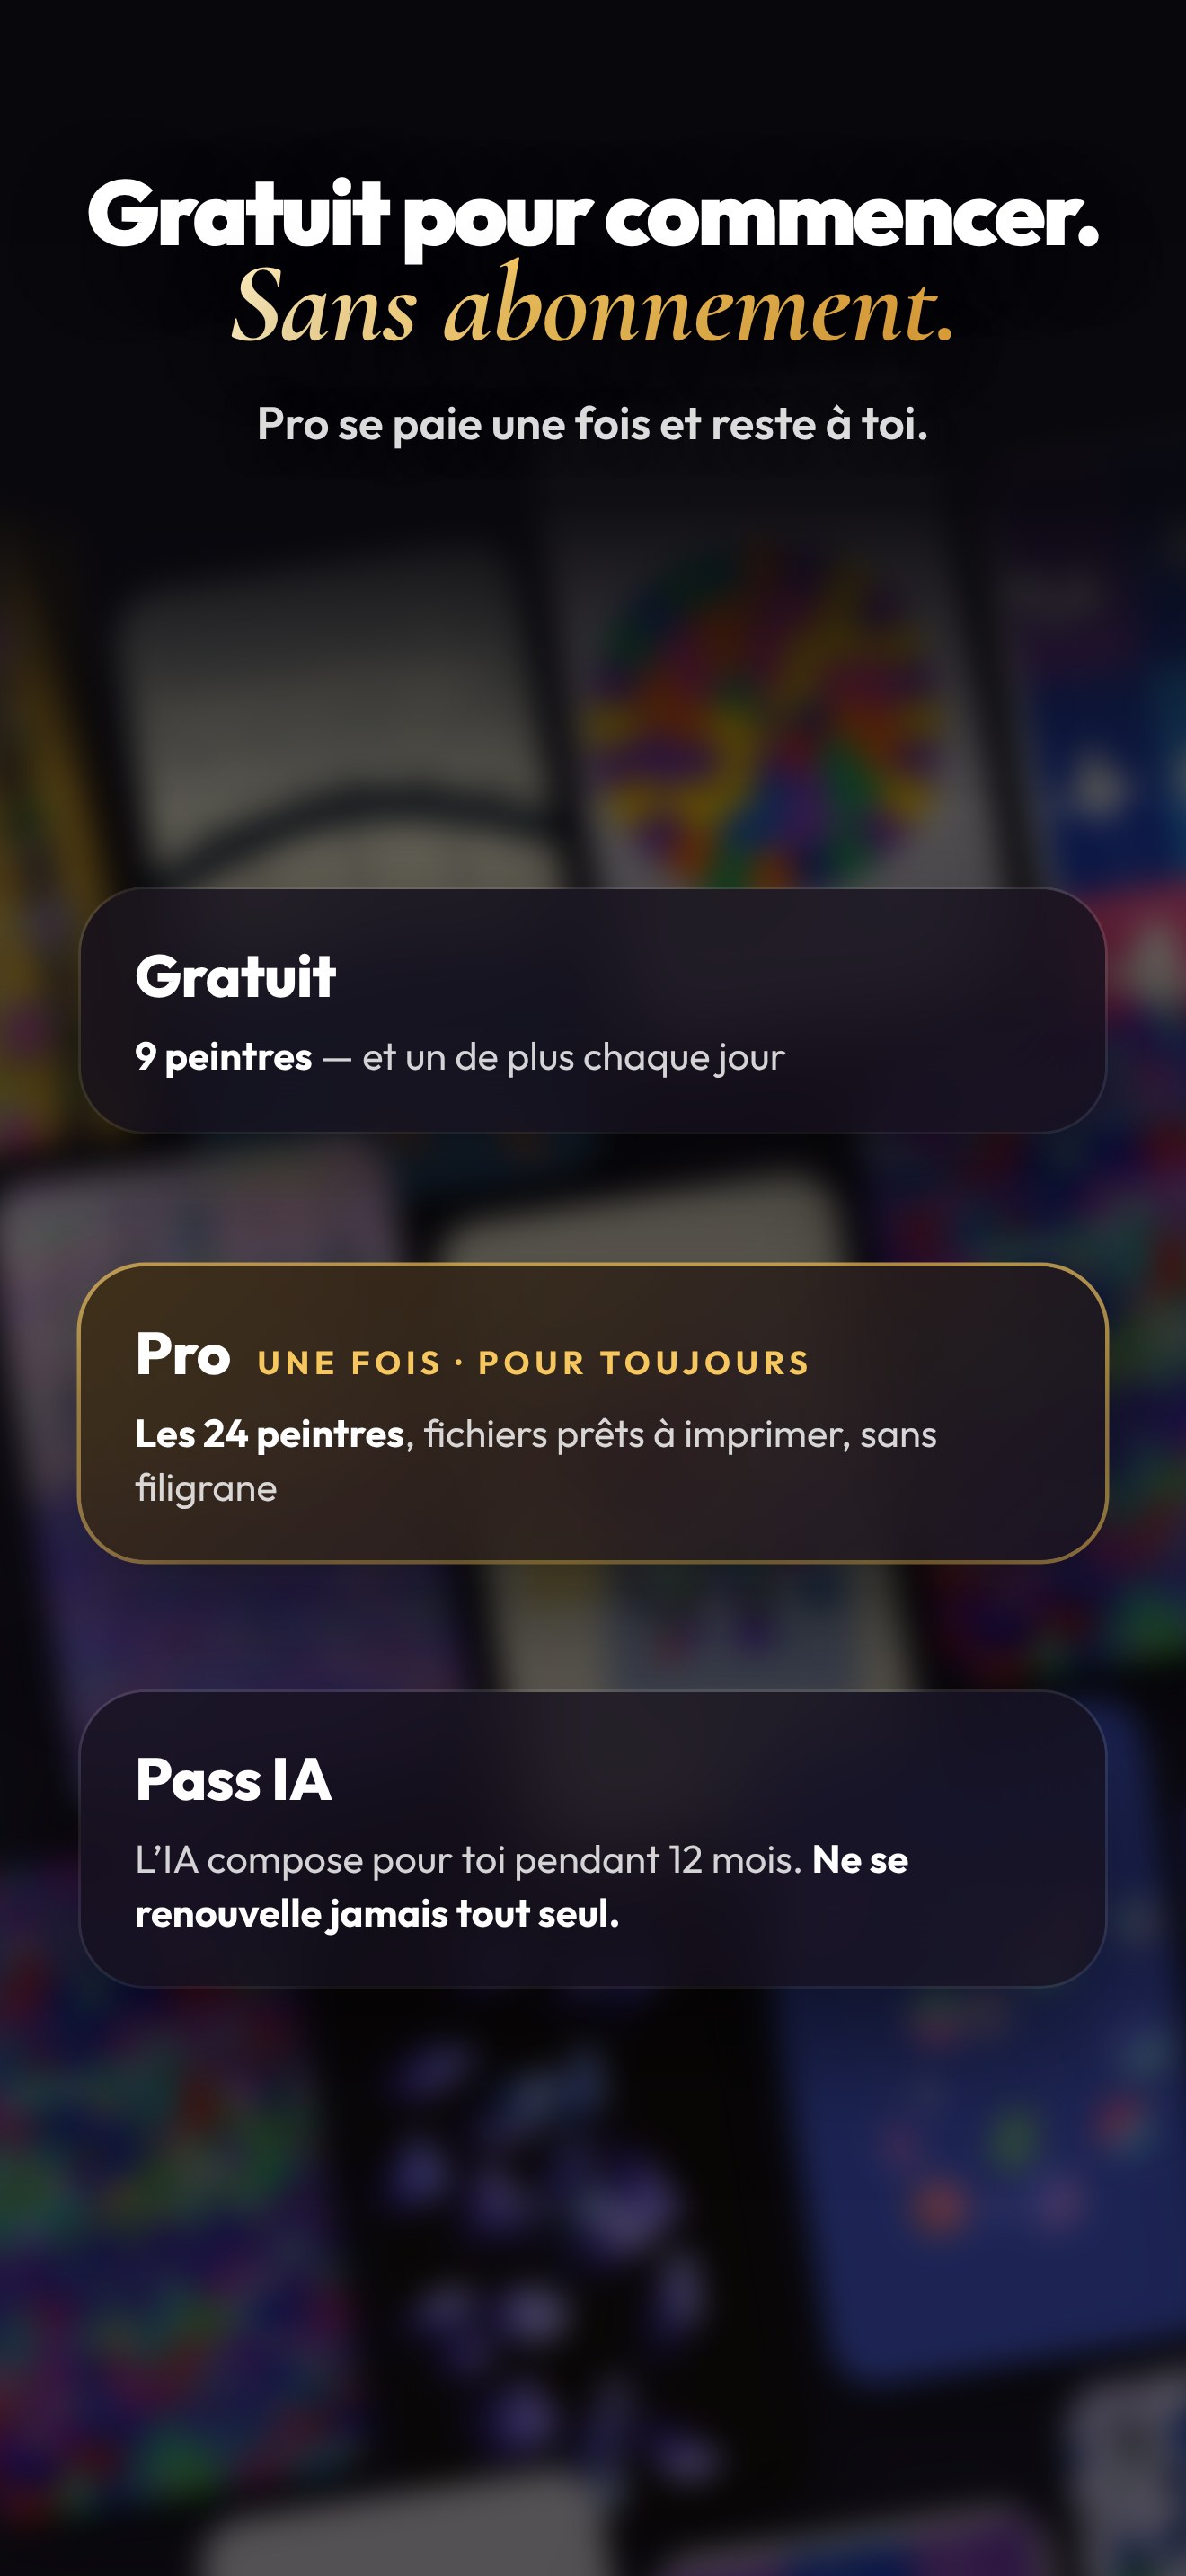 Gratuit pour commencer.
Sans abonnement.
Pro se paie une fois et reste à toi.
Gratuit
9 peintres — et un de plus chaque jour
Pro UNE FOIS · POUR TOUJOURS
Les 24 peintres, fichiers prêts à imprimer, sans
filigrane
Pass IA
L’IA compose pour toi pendant 12 mois. Ne se
renouvelle jamais tout seul.